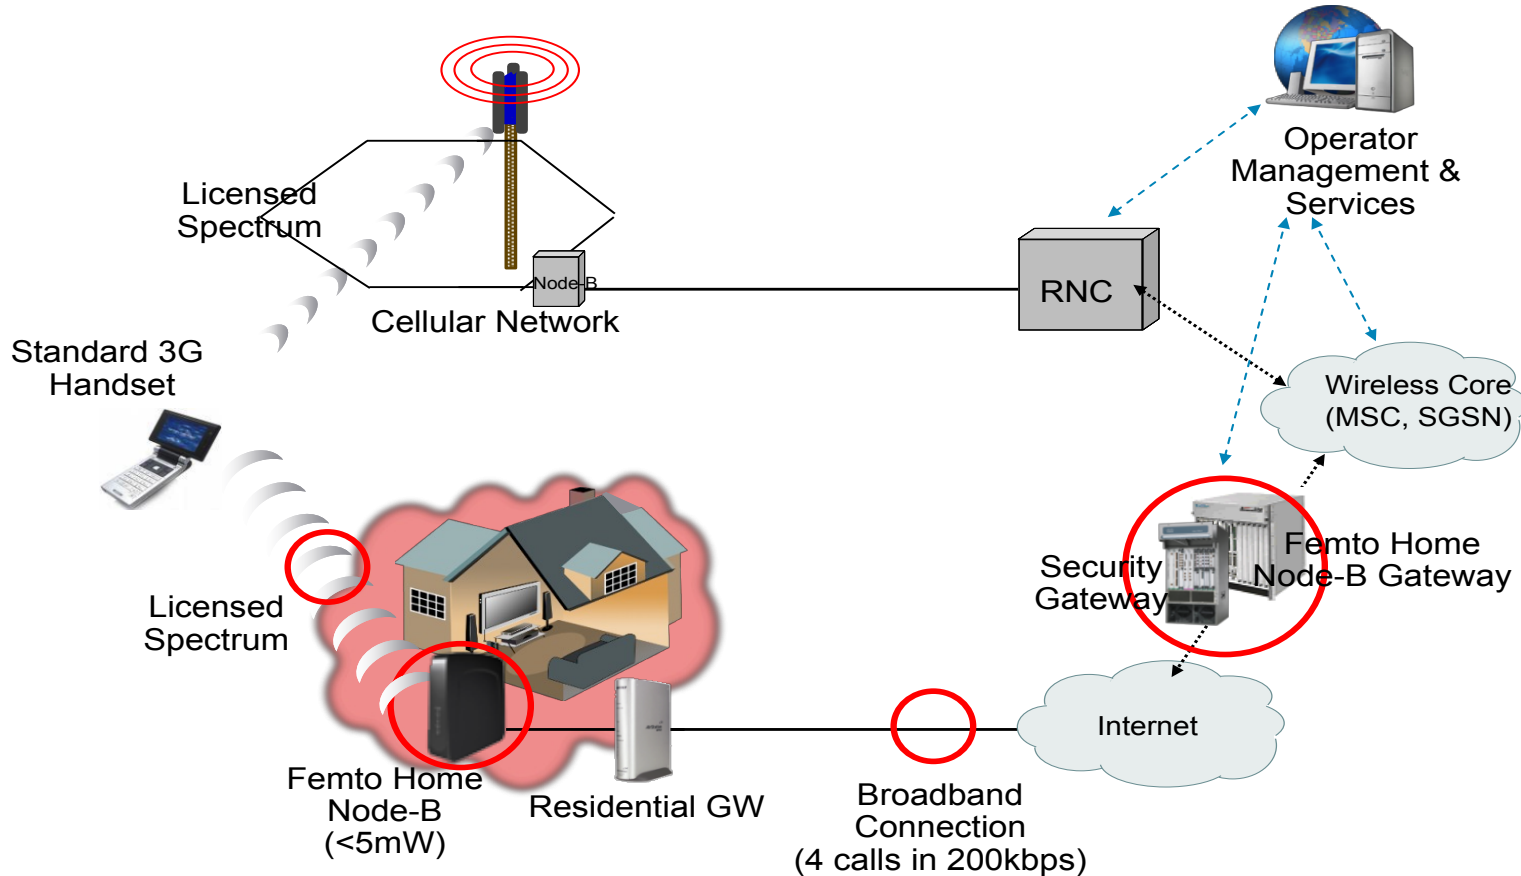 Operator
Management &
Services
Licensed
Spectrum
Node-B
RNC
Cellular Network
Standard 3G
Handset
Wireless Core
(MSC, SGSN)
Security
Gateway
Femto Home
Node-B Gateway
Licensed
Spectrum
Internet
Femto Home
Node-B
(<5mW)
Residential GW
Broadband
Connection
(4 calls in 200kbps)